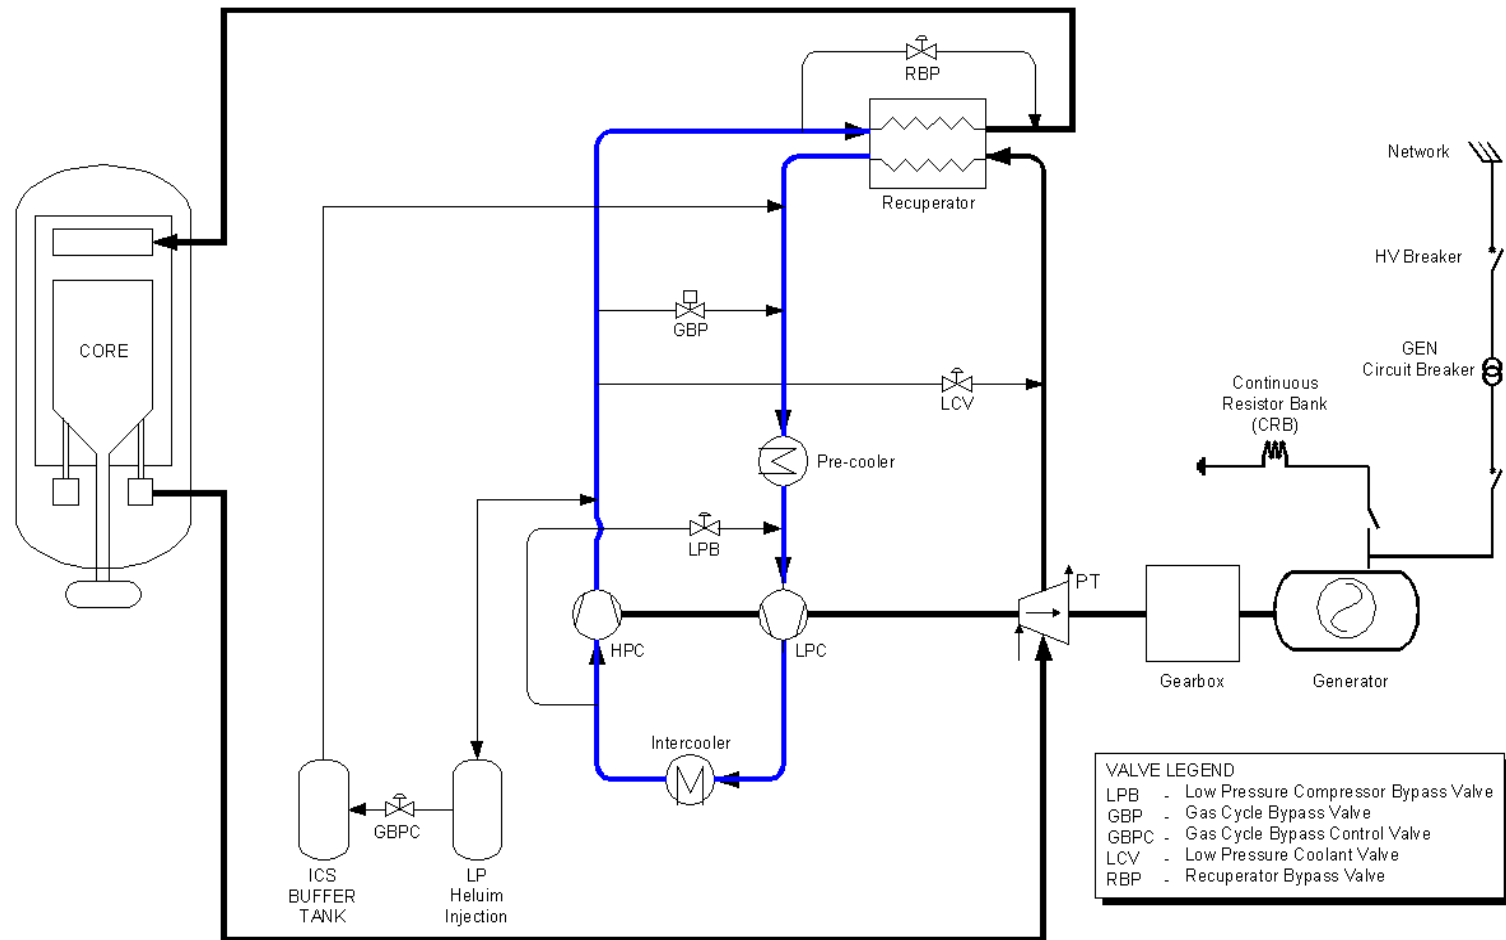 RBP
Recuperator
Network
HV Breaker
GBP
CORE
GEN
Circuit Breaker
LCV
Continuous
Resistor Bank
(CRB)
Pre-cooler
LPB
PT
HPC
LPC
Gearbox
Generator
Intercooler
GBPC
ICS
BUFFER
TANK
LP
Heluim
Injection
VALVE LEGEND
LPB - Low Pressure Compressor Bypass Valve
GBP - Gas Cycle Bypass Valve
GBPC - Gas Cycle Bypass Control Valve
LCV - Low Pressure Coolant Valve
RBP - Recuperator Bypass Valve